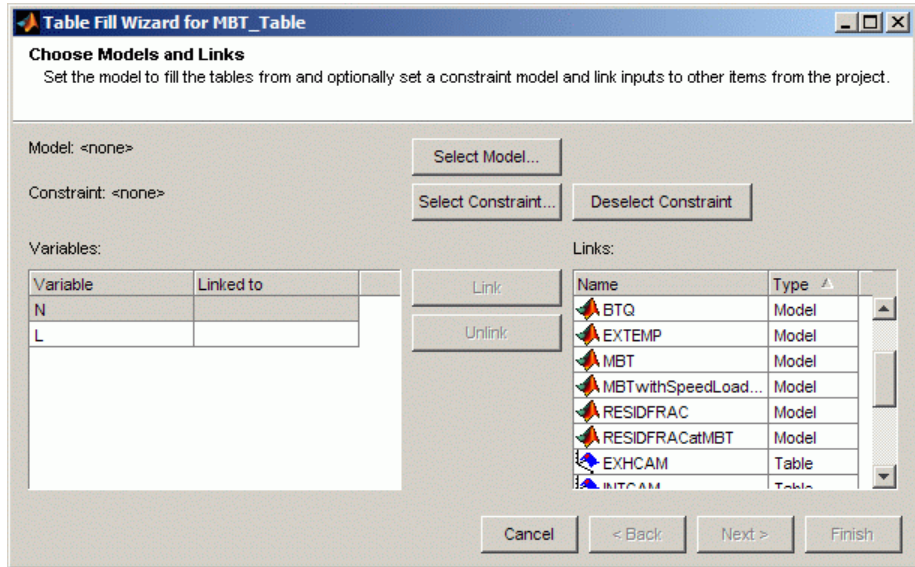 Table Fill Wizard for MBT_Table
Choose Models and Links
Set the model to fill the tables from and optionally set a constraint model and link inputs to other items from the project.
Model: <none>
Select Model...
Constraint: <none>
Select Constraint...
Deselect Constraint
Variables:
Links:
Variable Linked to
Link
Name Type
N
BTQ Model
L
Unlink
EXTEMP Model
MBT Model
MBTwithSpeedLoad... Model
RESIDFRAC Model
RESIDFRACatMBT Model
EXHCAM Table
INTCAM Table
Cancel < Back Next > Finish